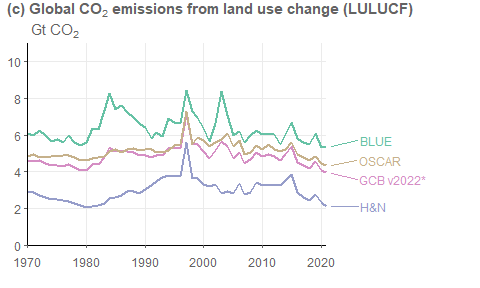 (c) Global CO₂ emissions from land use change (LULUCF)
Gt CO₂
10
8
6
4
2
0
BLUE
OSCAR
GCB v2022*
H&N
1970 1980 1990 2000 2010 2020